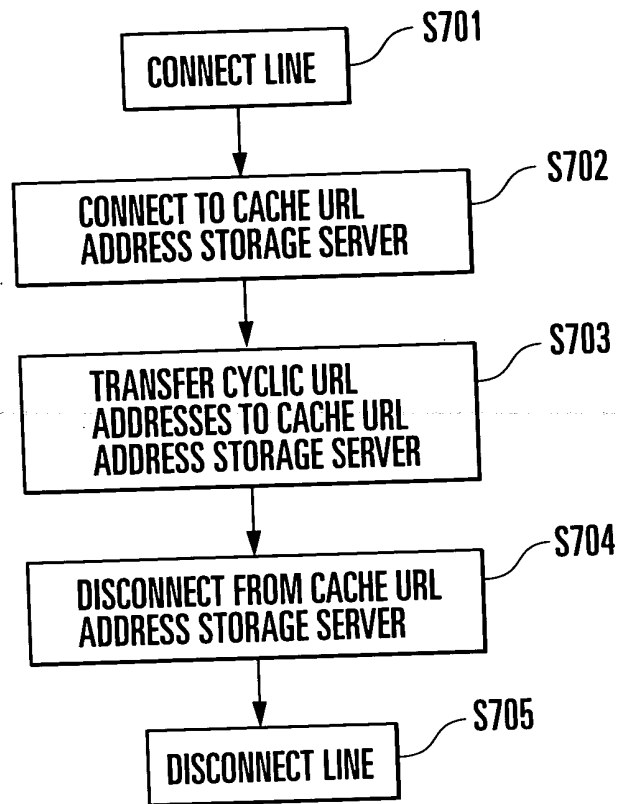 S701
CONNECT LINE
S702
CONNECT TO CACHE URL
ADDRESS STORAGE SERVER
S703
TRANSFER CYCLIC URL
ADDRESSES TO CACHE URL
ADDRESS STORAGE SERVER
S704
DISCONNECT FROM CACHE URL
ADDRESS STORAGE SERVER
S705
DISCONNECT LINE